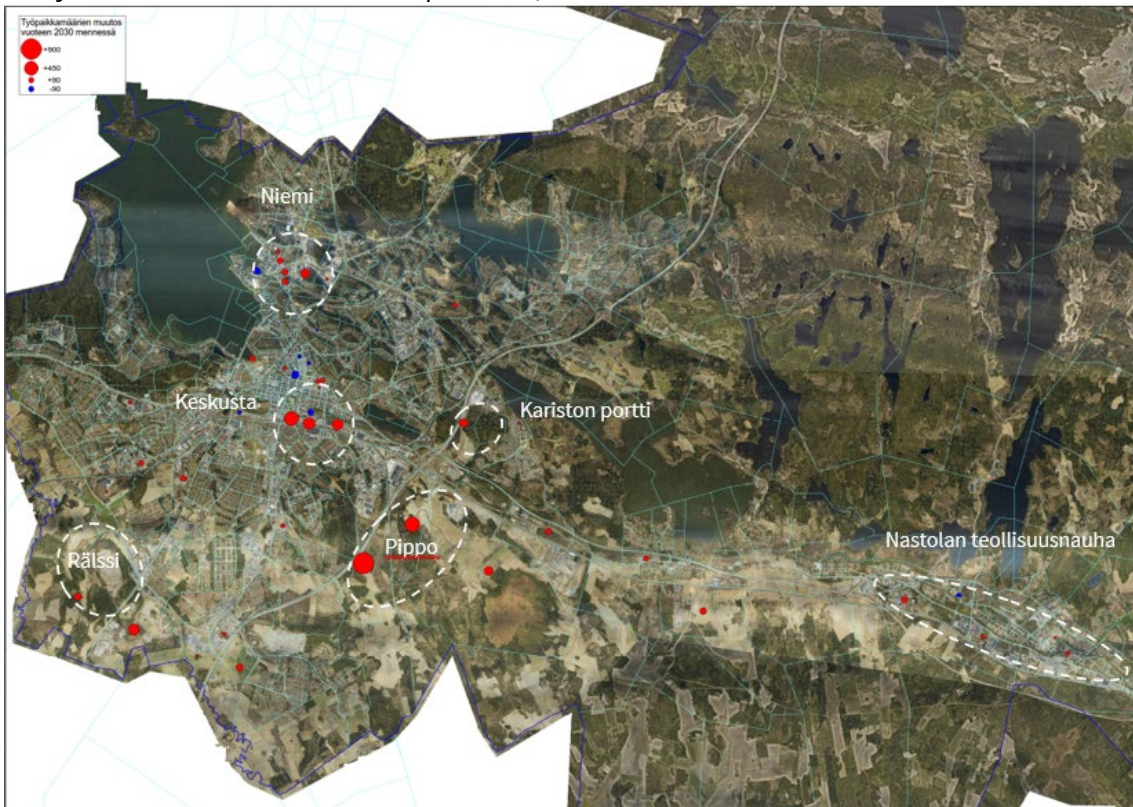 Työpaikkamäärien muutos
vuoteen 2030 mennessä
+900
+450
+90
-90
Niemi
Keskusta
Kariston portti
Pippo
Rälssi
Nastolan teollisuusnauha